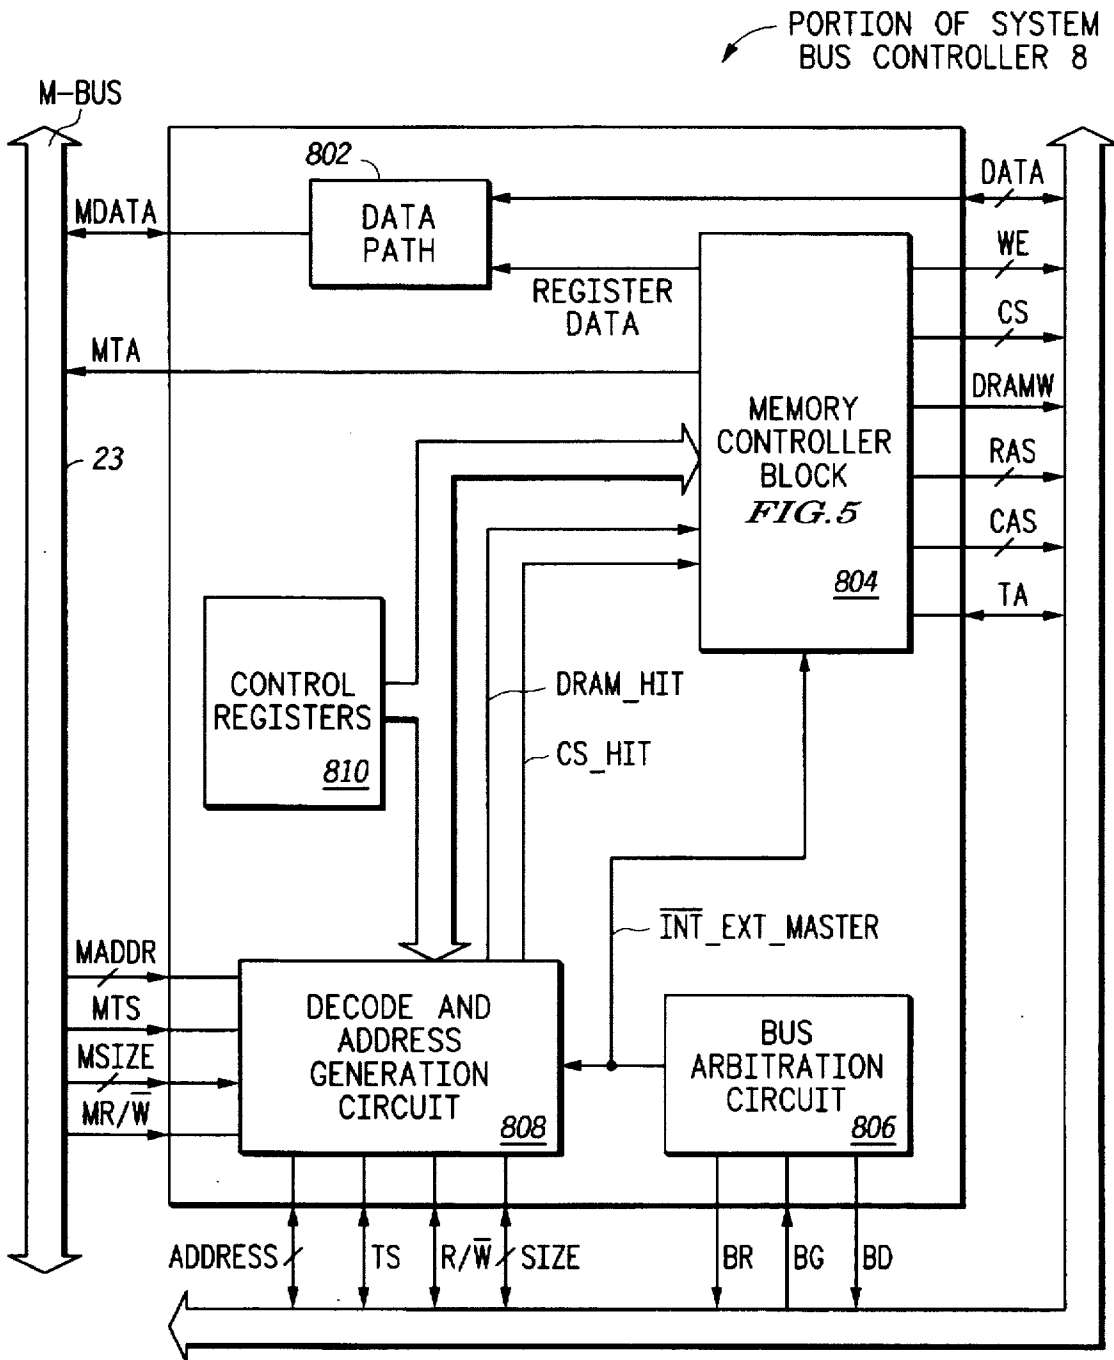 PORTION OF SYSTEM
BUS CONTROLLER 8
M-BUS
802
DATA
PATH
MDATA
DATA
WE
REGISTER
DATA
CS
MTA
DRAMW
MEMORY
CONTROLLER
BLOCK
FIG.5
804
RAS
CAS
TA
23
CONTROL
REGISTERS
810
DRAM_HIT
CS_HIT
I̅N̅T̅_EXT_MASTER
MADDR
MTS
MSIZE
MR/W̅
DECODE AND
ADDRESS
GENERATION
CIRCUIT
808
BUS
ARBITRATION
CIRCUIT
806
ADDRESS
TS
R/W̅
SIZE
BR
BG
BD